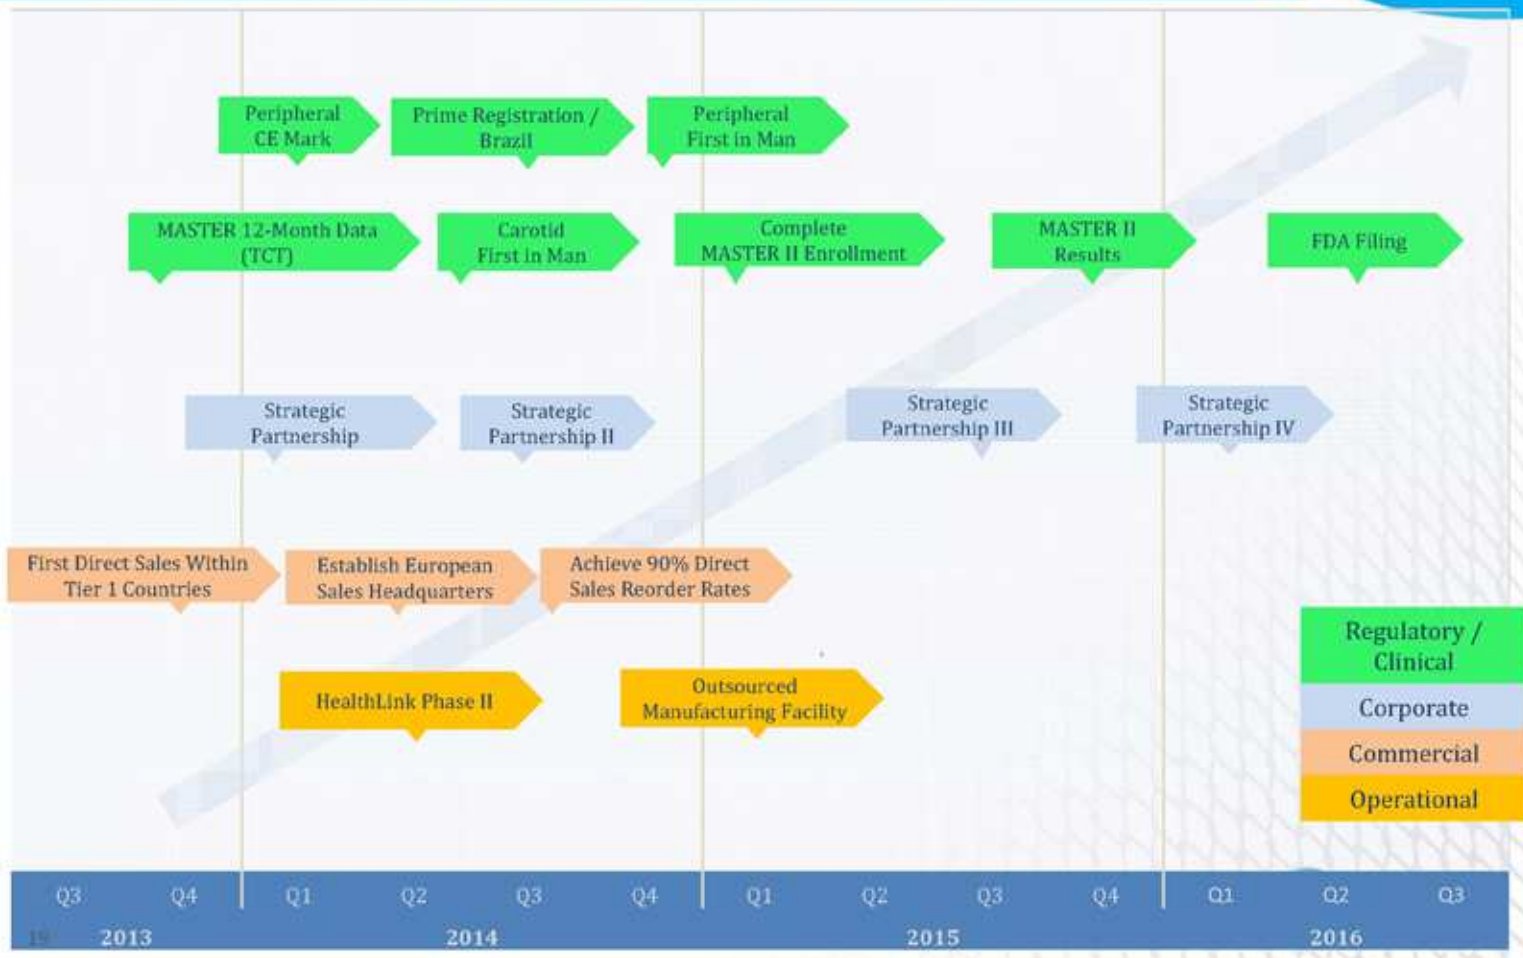 Peripheral
CE Mark
Prime Registration /
Brazil
Peripheral
First in Man
MASTER 12-Month Data
(TCT)
Carotid
First in Man
Complete
MASTER II Enrollment
MASTER II
Results
FDA Filing
Strategic
Partnership
Strategic
Partnership II
Strategic
Partnership III
Strategic
Partnership IV
First Direct Sales Within
Tier 1 Countries
Establish European
Sales Headquarters
Achieve 90% Direct
Sales Reorder Rates
HealthLink Phase II
Outsourced
Manufacturing Facility
Regulatory /
Clinical
Corporate
Commercial
Operational
Q3 Q4 Q1 Q2 Q3 Q4 Q1 Q2 Q3 Q4 Q1 Q2 Q3
2013 2014 2015 2016